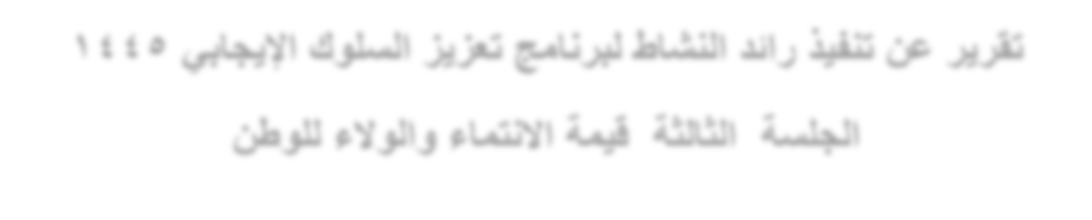 تقرير عن تنفيذ رائد النشاط لبرنامج تعزيز السلوك الإيجابي ١٤٤٥
الجلسة الثالثة قيمة الانتماء والولاء للوطن